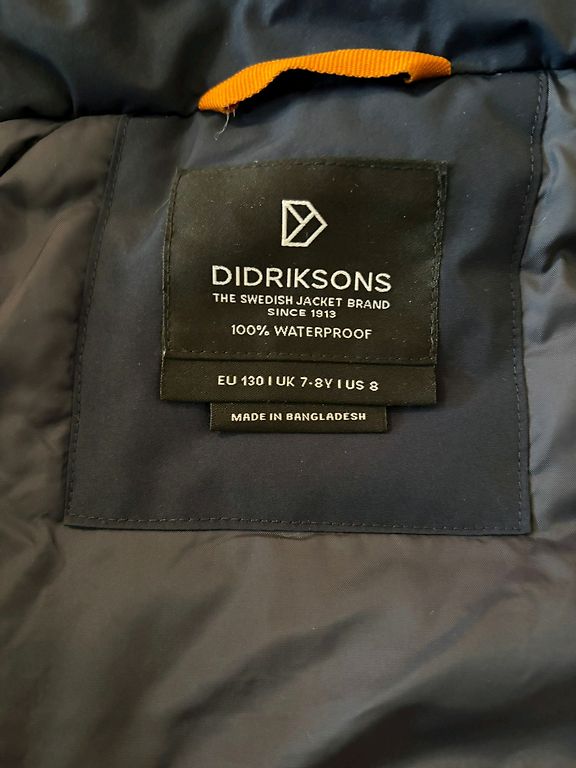 DIDRIKSONS
THE SWEDISH JACKET BRAND
SINCE 1913
100% WATERPROOF
EU 130 I UK 7-8Y I US 8
MADE IN BANGLADESH